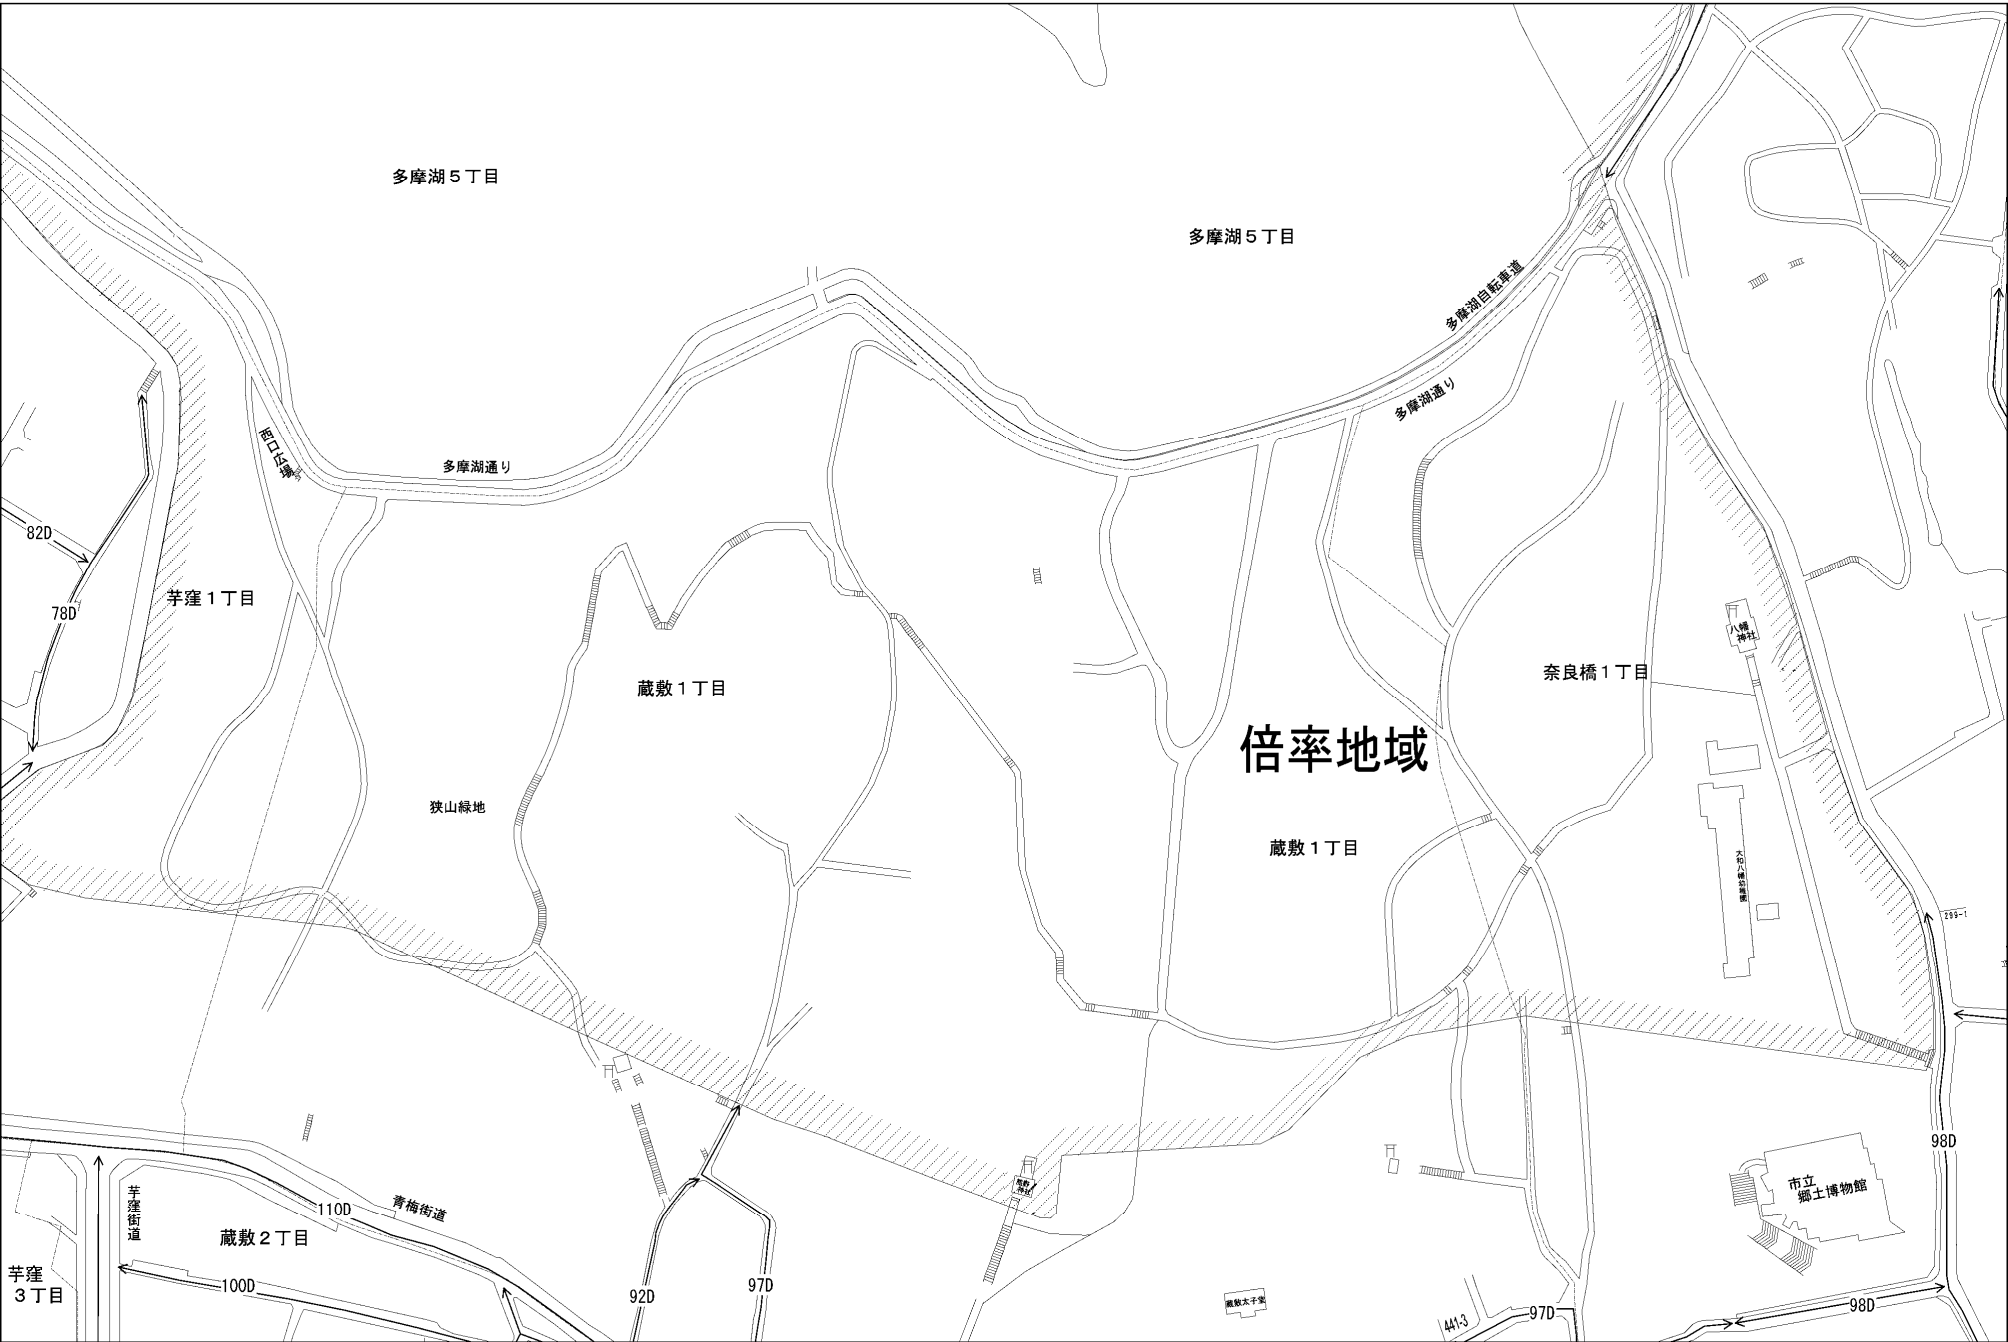 多摩湖５丁目
多摩湖５丁目
多摩湖自転車道
多摩湖通り
西口広場
多摩湖通り
82D
78D
芋窪１丁目
八幡
神社
蔵敷１丁目
奈良橋１丁目
倍率地域
狭山緑地
蔵敷１丁目
大和八幡幼稚園
299-1
98D
芋窪街道
110D
青梅街道
熊野
神社
市立
郷土博物館
蔵敷２丁目
芋窪
３丁目
100D
92D
97D
蔵敷太子堂
441-3
97D
98D